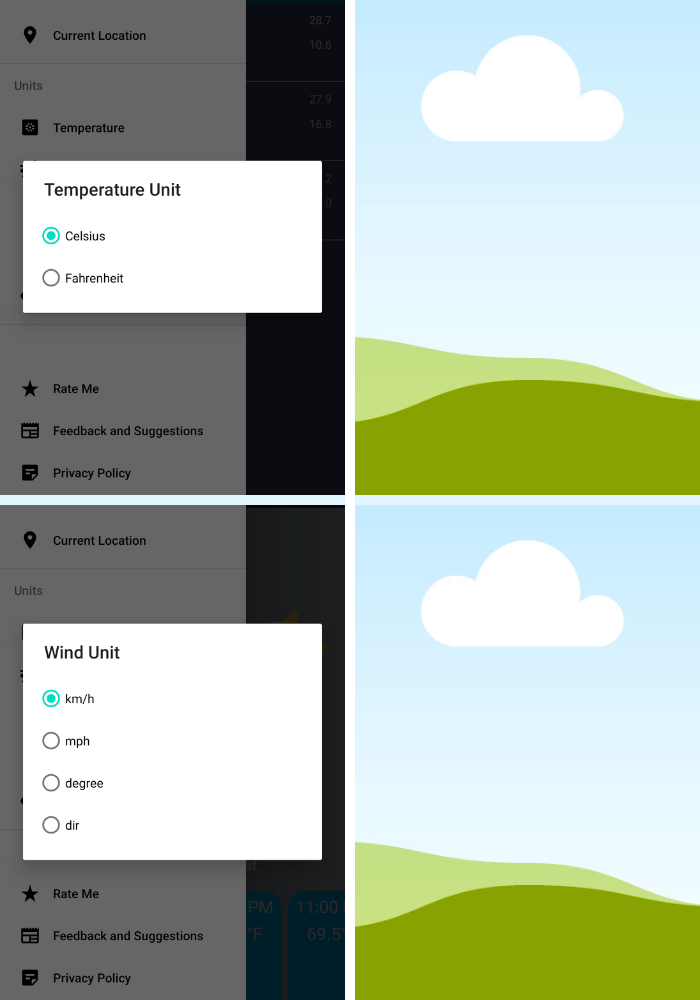 Current Location
28.7
10.6
Units
27.9
Temperature
16.8
Temperature Unit
Celsius
Fahrenheit
Rate Me
Feedback and Suggestions
Privacy Policy
Current Location
Units
Wind Unit
km/h
mph
degree
dir
Rate Me
PM 11:00
°F 69.5°
Feedback and Suggestions
Privacy Policy